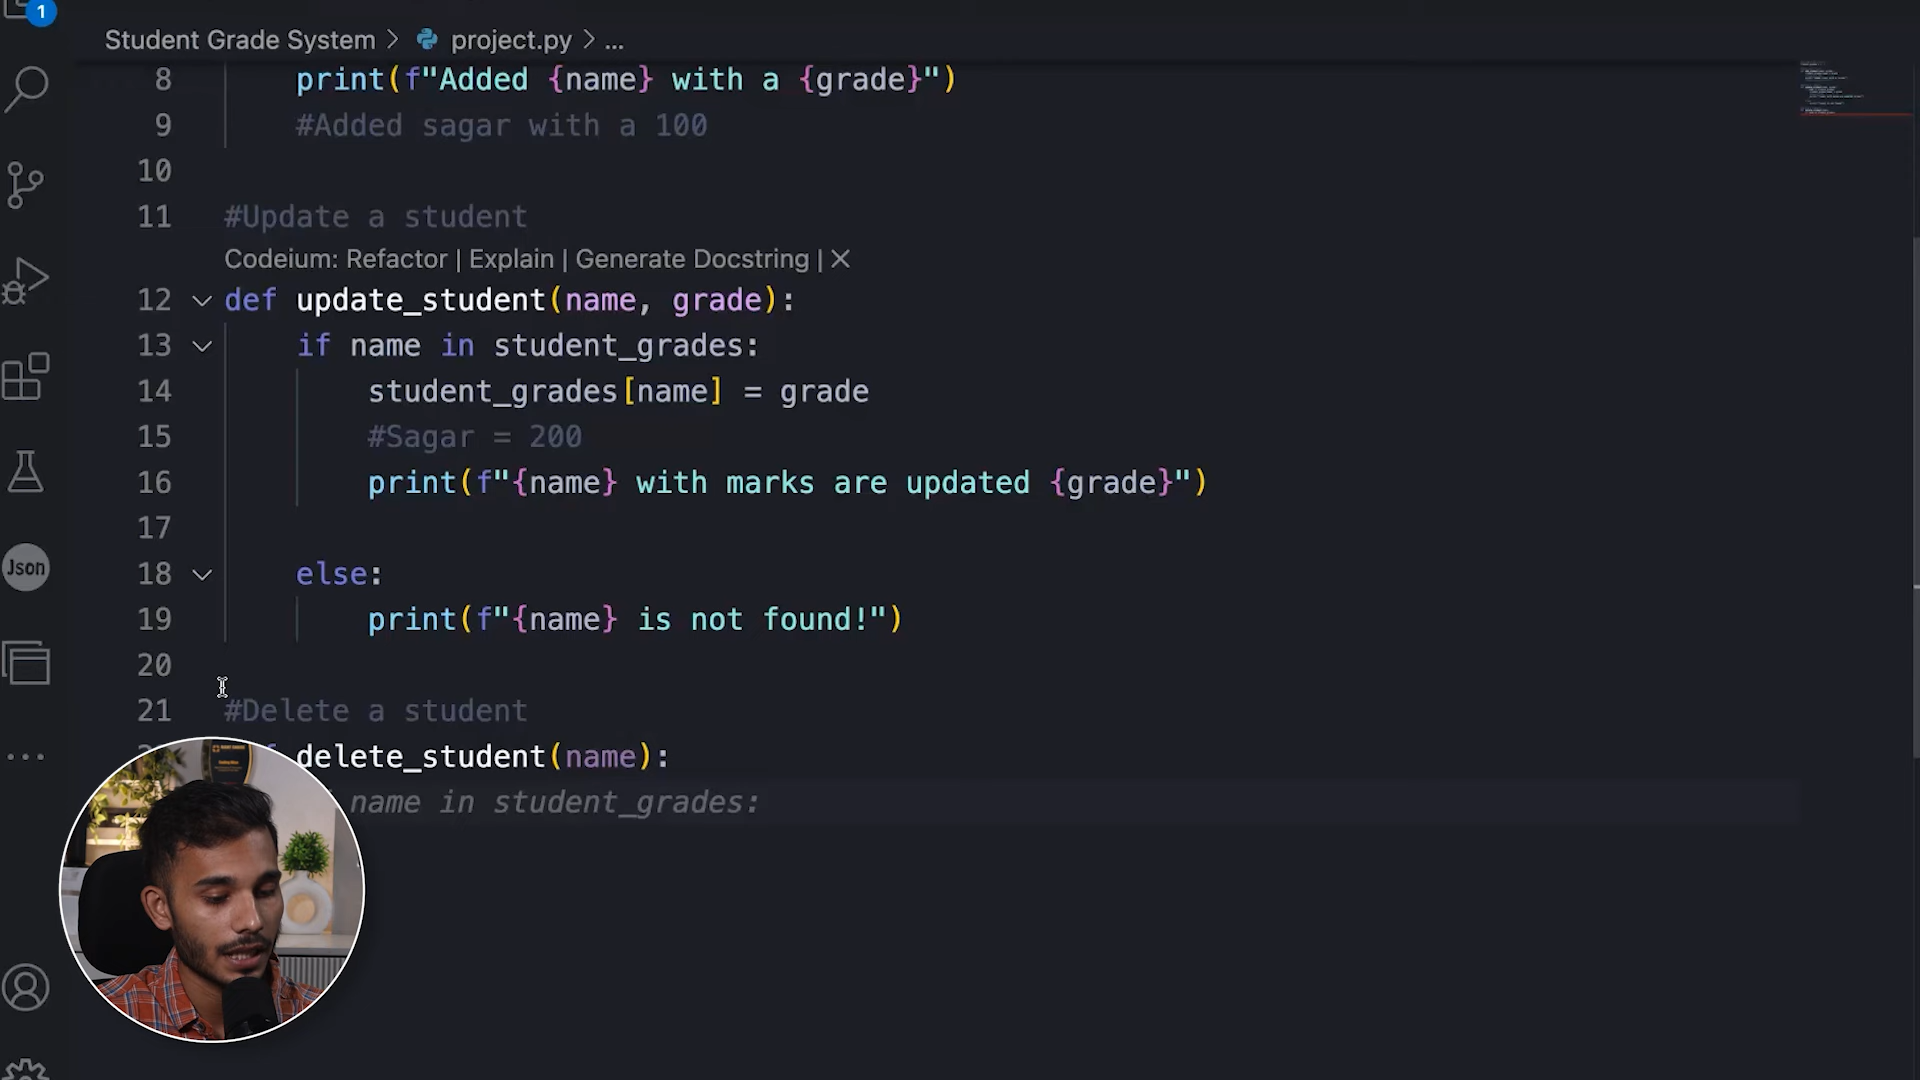 1
Student Grade System > project.py > ...
8 print(f"Added {name} with a {grade}")
9 #Added sagar with a 100
10
11 #Update a student
Codeium: Refactor | Explain | Generate Docstring | ×
12 def update_student(name, grade):
13 if name in student_grades:
14 student_grades[name] = grade
15 #Sagar = 200
16 print(f"{name} with marks are updated {grade}")
17
18 else:
19 print(f"{name} is not found!")
20
21 #Delete a student
delete_student(name):
name in student_grades:
Json